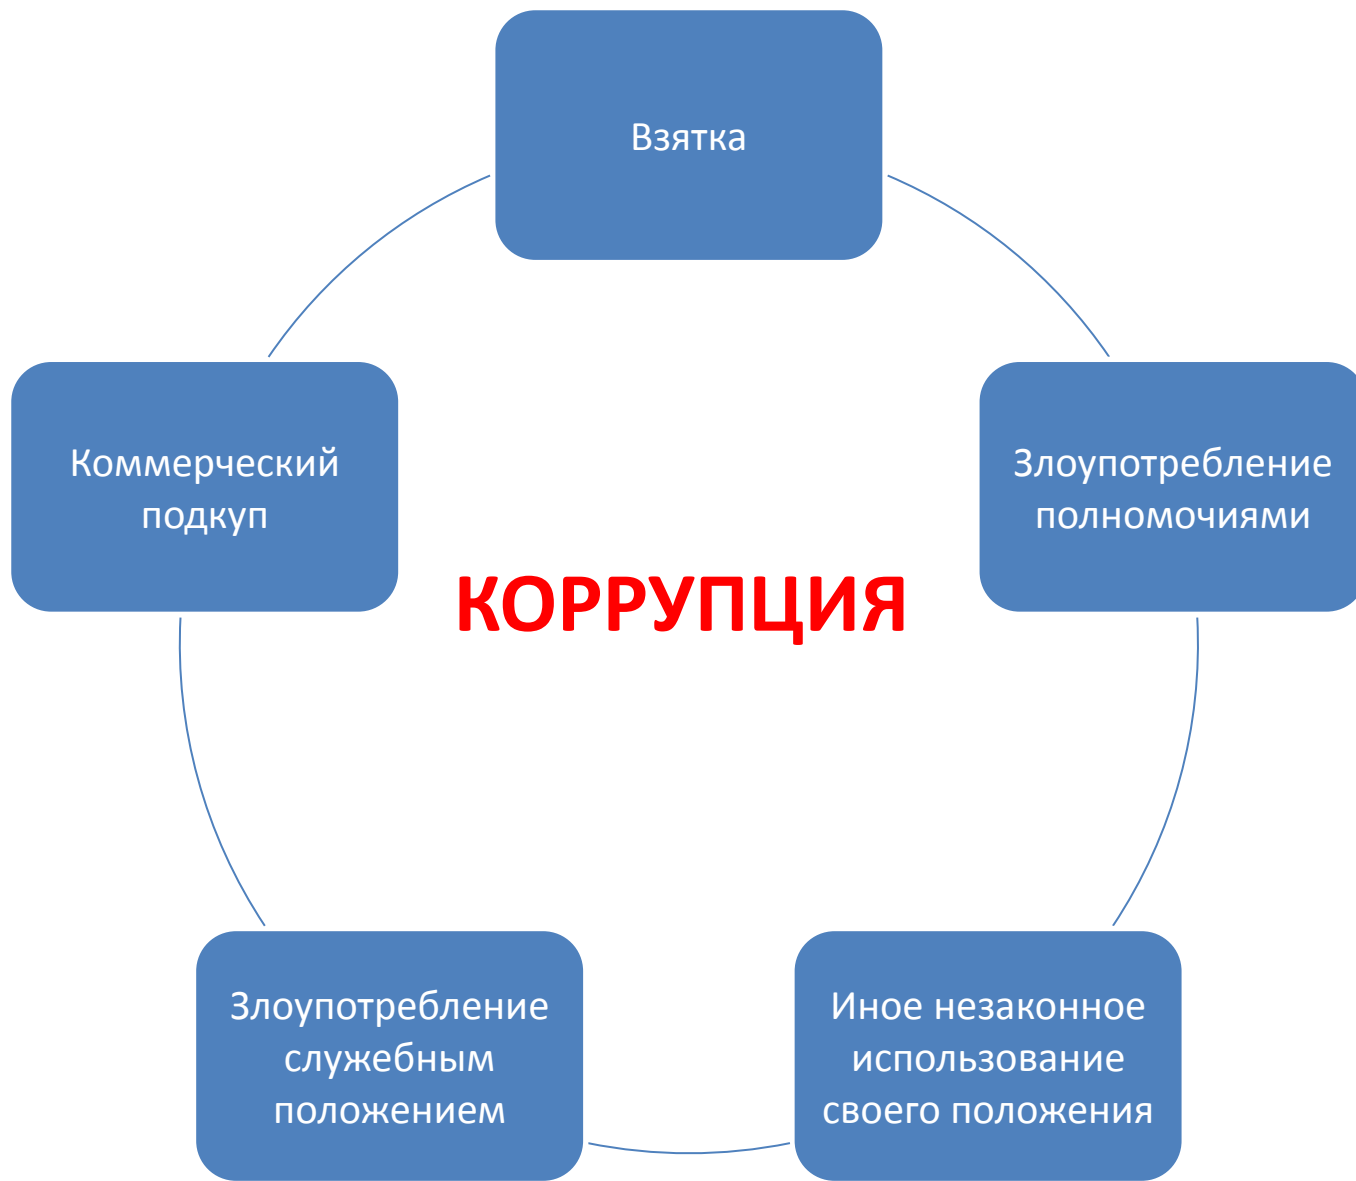 Взятка
Коммерческий
подкуп
Злоупотребление
полномочиями
КОРРУПЦИЯ
Злоупотребление
служебным
положением
Иное незаконное
использование
своего положения